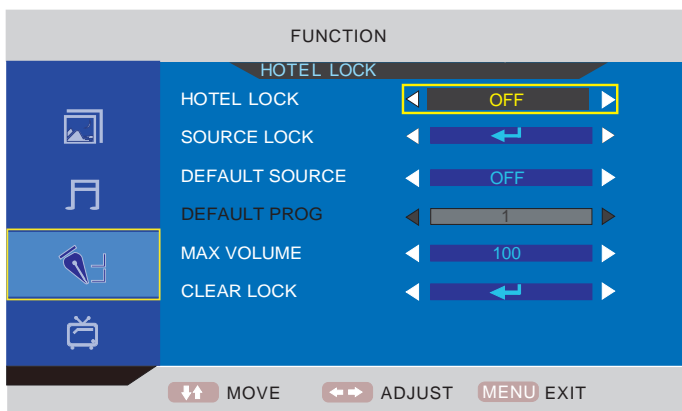 FUNCTION
HOTEL LOCK
HOTEL LOCK OFF
SOURCE LOCK
DEFAULT SOURCE OFF
DEFAULT PROG 1
MAX VOLUME 100
CLEAR LOCK
MOVE ADJUST MENU EXIT